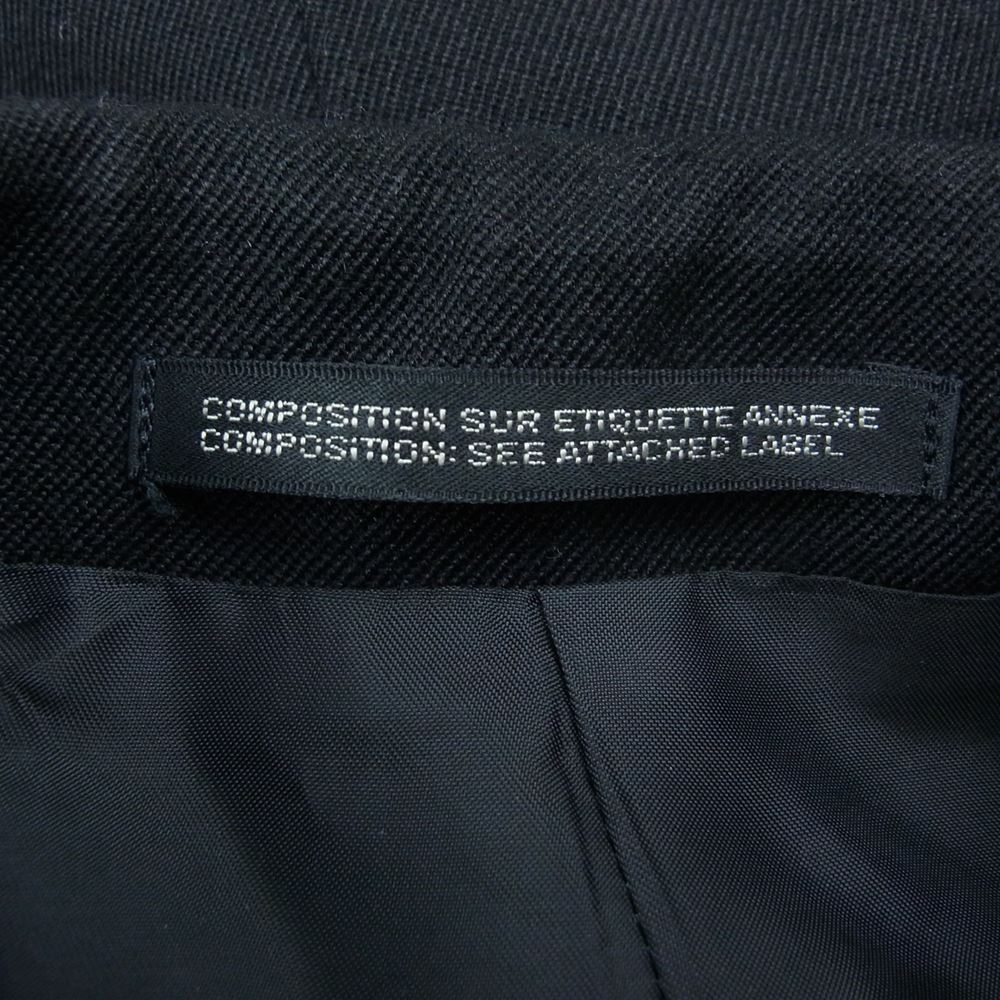 COMPOSITION SUR ETIQUETTE ANNEXE
COMPOSITION: SEE ATTACHED LABEL